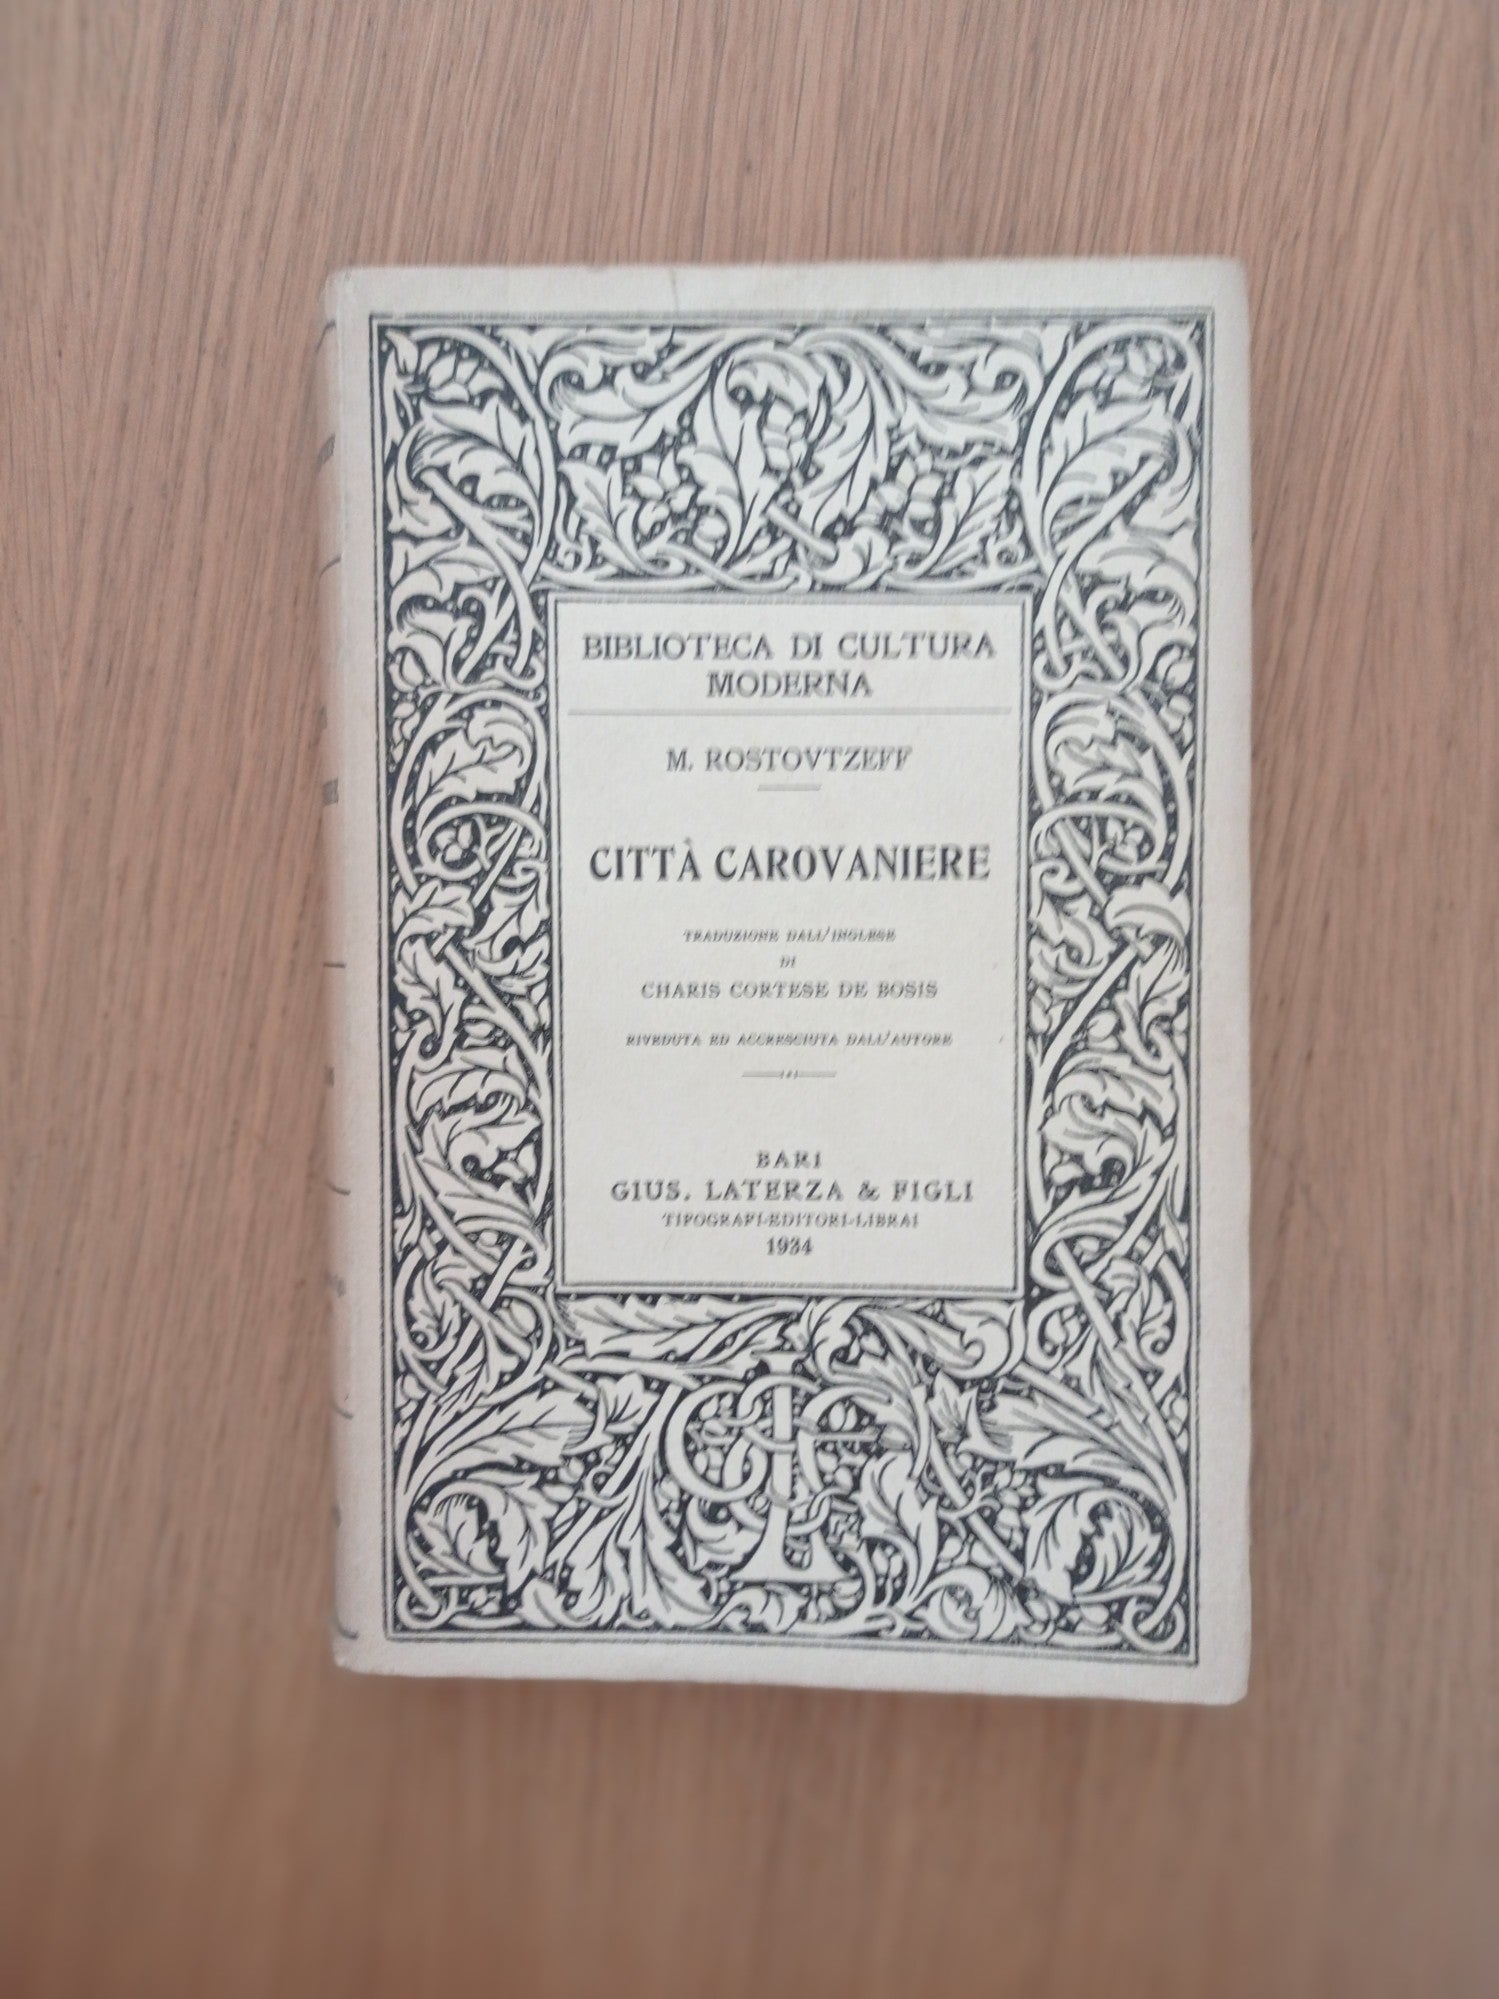 BIBLIOTECA DI CULTURA
MODERNA
M. ROSTOVTZEFF
CITTÀ CAROVANIERE
TRADUZIONE DALL'INGLESE
DI
CHARIS CORTESE DE BOSIS
RIVEDUTA ED ACCRESCIUTA DALL'AUTORE
BARI
GIUS. LATERZA & FIGLI
TIPOGRAFI-EDITORI-LIBRAI
1934